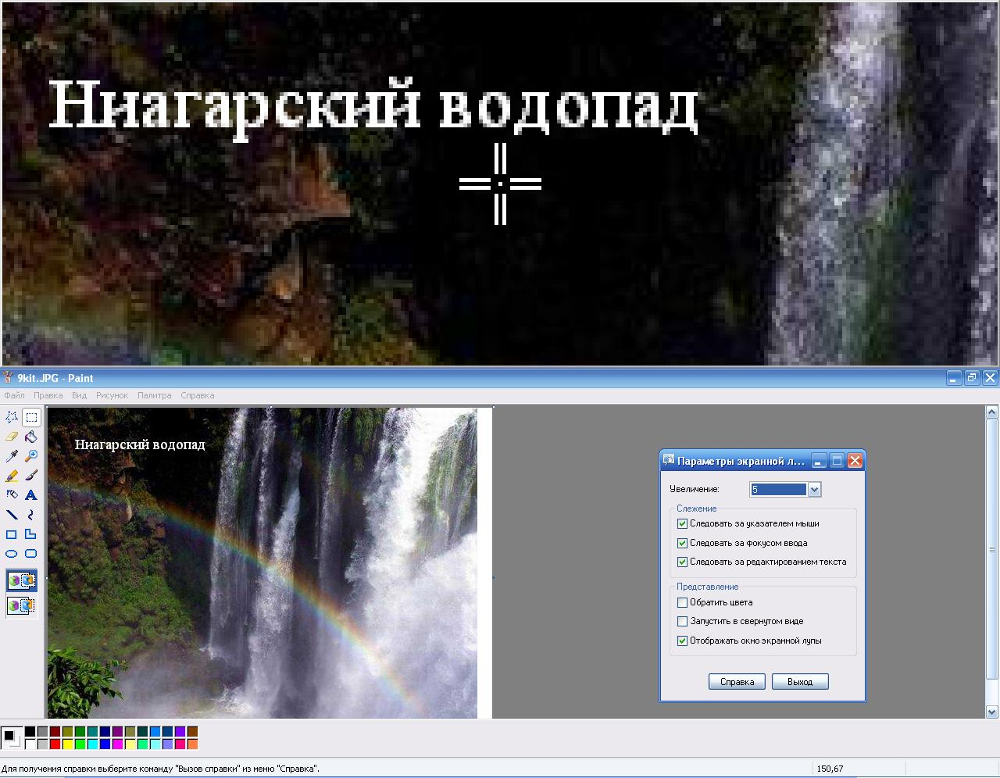 Ниагарский водопад
9kit.JPG - Paint
Файл Правка Вид Рисунок Палитра Справка
Ниагарский водопад
Параметры экранной л...
Увеличение: 5
Слежение
Следовать за указателем мыши
Следовать за фокусом ввода
Следовать за редактированием текста
Представление
Обратить цвета
Запустить в свернутом виде
Отображать окно экранной лупы
Справка Выход
Для получения справки выберите команду "Вызов справки" из меню "Справка". 150,67